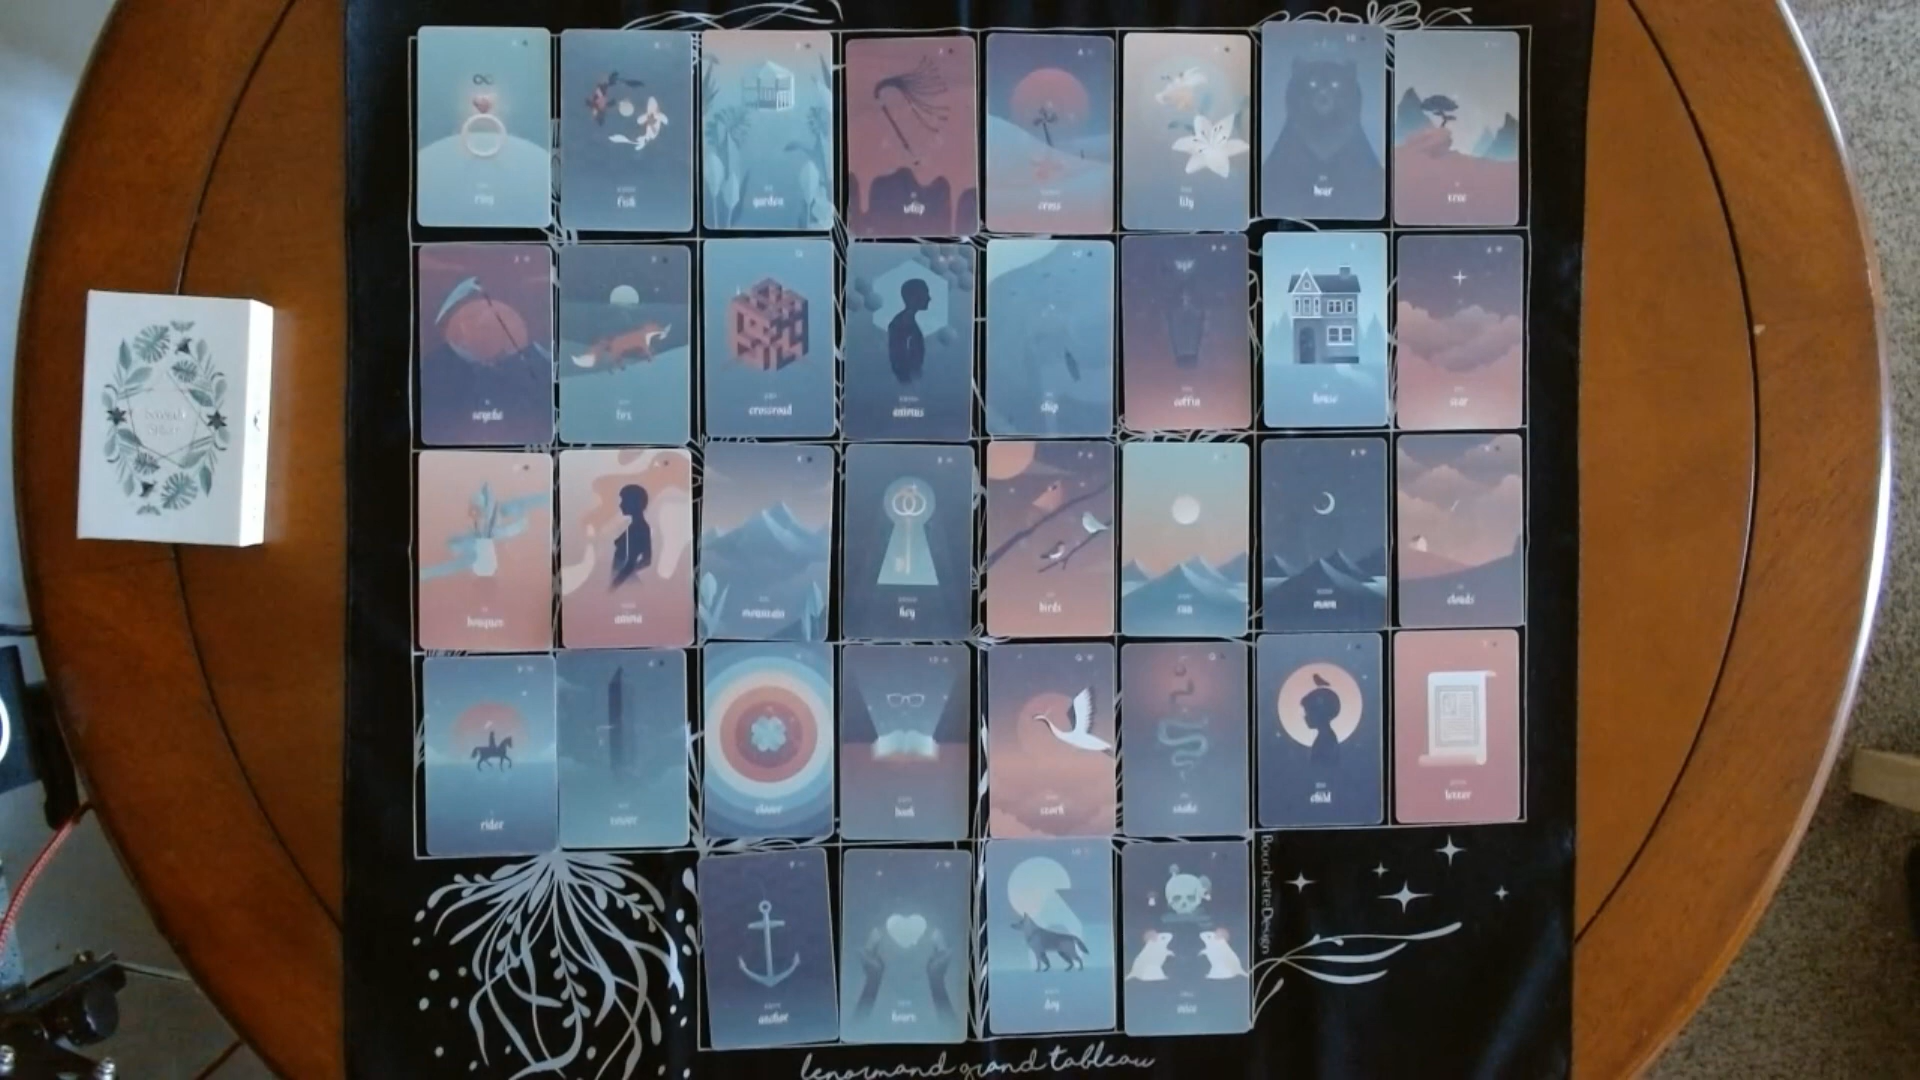 ring
fish
garden
whip
cross
lily
bear
tree
scythe
fox
crossroad
animus
ship
coffin
house
star
bouquet
anima
mountain
key
birds
sun
moon
clouds
rider
tower
clover
book
stork
snake
child
letter
anchor
heart
dog
mice
BouchetteDesign
lenormand grand tableau